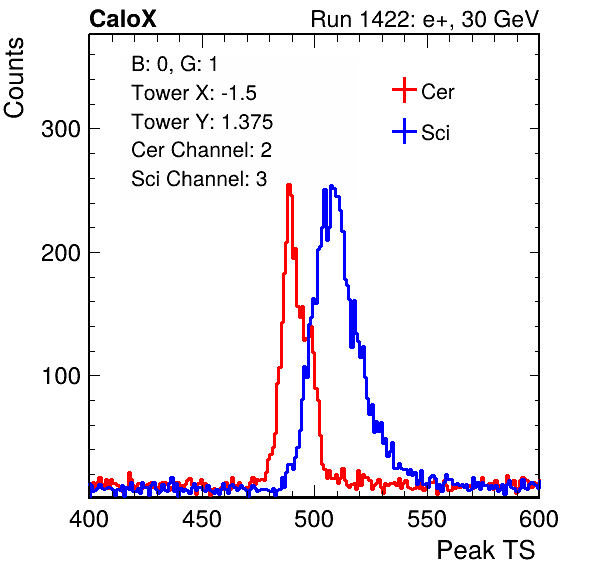 CaloX Run 1422: e+, 30 GeV
Counts
B: 0, G: 1
Tower X: -1.5
Tower Y: 1.375
Cer Channel: 2
Sci Channel: 3
Cer
Sci
300
200
100
400 450 500 550 600
Peak TS